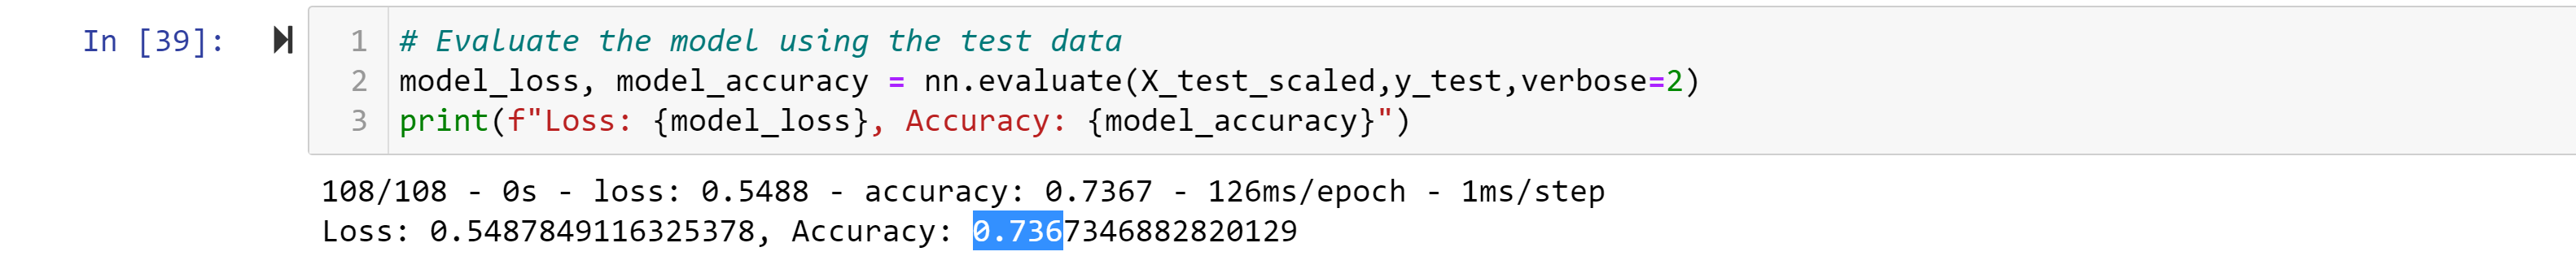 In [39]:
1 # Evaluate the model using the test data
2 model_loss, model_accuracy = nn.evaluate(X_test_scaled,y_test,verbose=2)
3 print(f"Loss: {model_loss}, Accuracy: {model_accuracy}")
108/108 - 0s - loss: 0.5488 - accuracy: 0.7367 - 126ms/epoch - 1ms/step
Loss: 0.5487849116325378, Accuracy: 0.7367346882820129